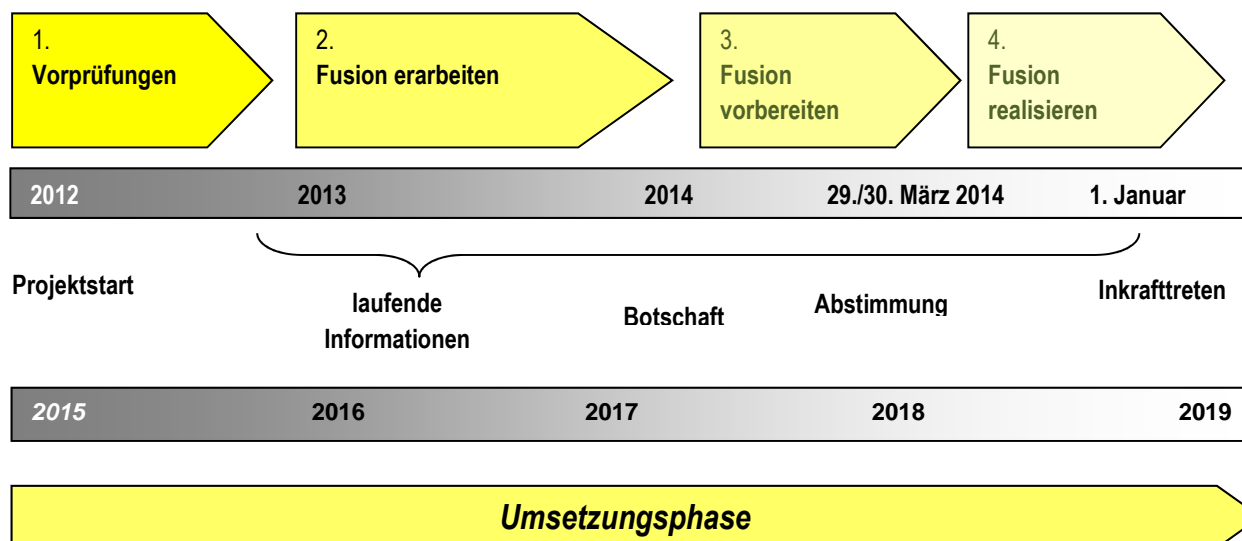 1.
Vorprüfungen
2.
Fusion erarbeiten
3.
Fusion
vorbereiten
4.
Fusion
realisieren
2012 2013 2014 29./30. März 2014 1. Januar
Projektstart
laufende
Informationen
Botschaft
Abstimmung
Inkrafttreten
2015 2016 2017 2018 2019
Umsetzungsphase